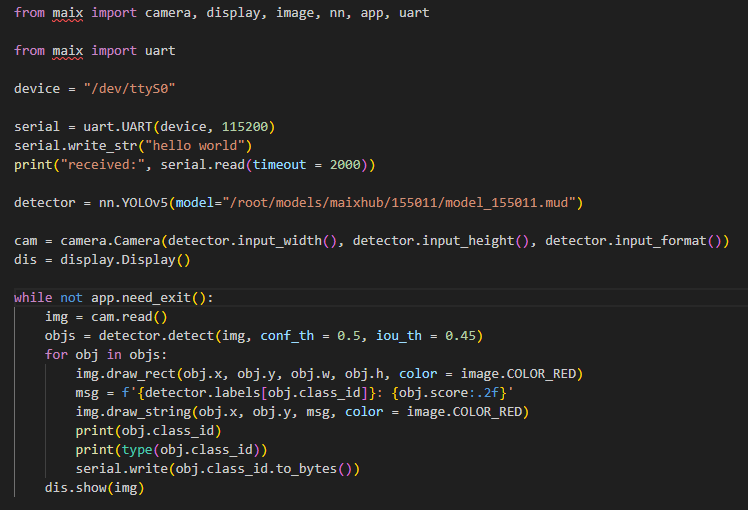 from maix import camera, display, image, nn, app, uart
from maix import uart
device = "/dev/ttyS0"
serial = uart.UART(device, 115200)
serial.write_str("hello world")
print("received:", serial.read(timeout = 2000))
detector = nn.YOLOv5(model="/root/models/maixhub/155011/model_155011.mud")
cam = camera.Camera(detector.input_width(), detector.input_height(), detector.input_format())
dis = display.Display()
while not app.need_exit():
    img = cam.read()
    objs = detector.detect(img, conf_th = 0.5, iou_th = 0.45)
    for obj in objs:
        img.draw_rect(obj.x, obj.y, obj.w, obj.h, color = image.COLOR_RED)
        msg = f'{detector.labels[obj.class_id]}: {obj.score:.2f}'
        img.draw_string(obj.x, obj.y, msg, color = image.COLOR_RED)
        print(obj.class_id)
        print(type(obj.class_id))
        serial.write(obj.class_id.to_bytes())
    dis.show(img)